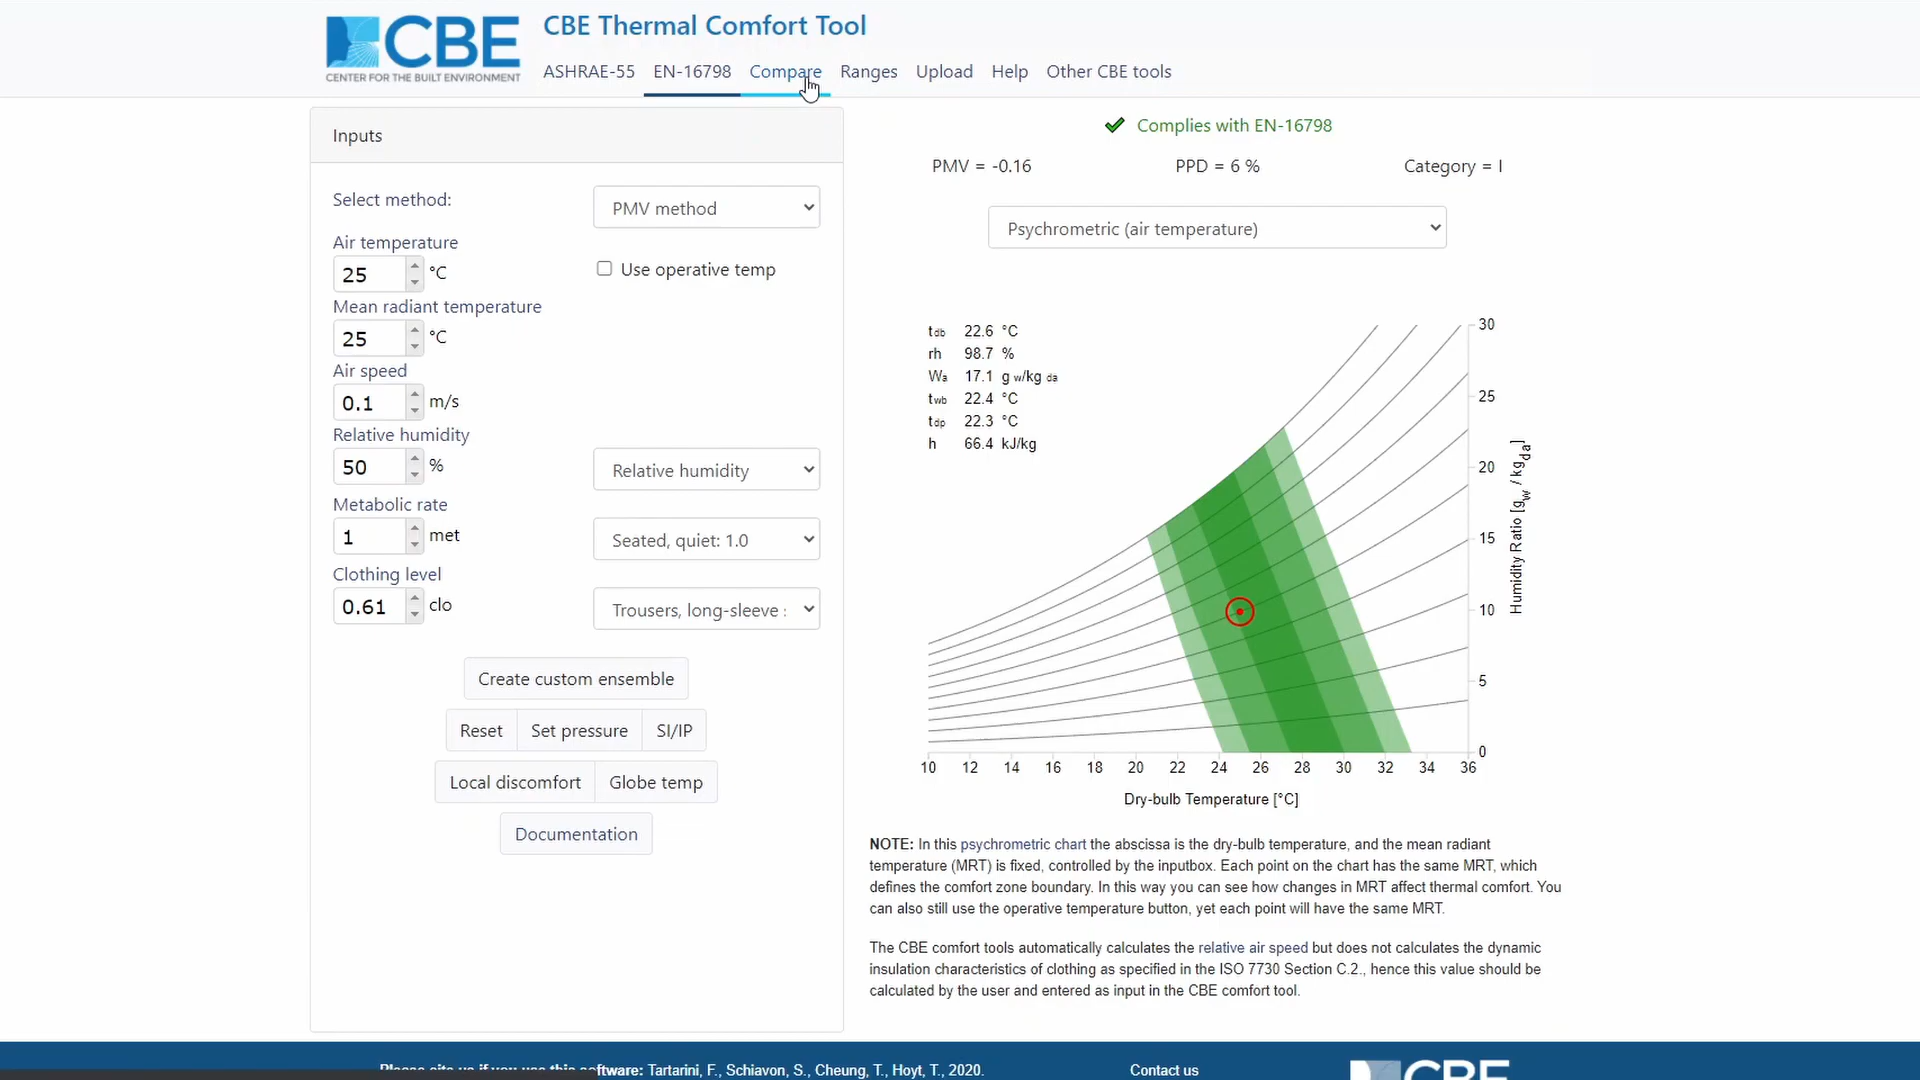 CBE
CENTER FOR THE BUILT ENVIRONMENT
CBE Thermal Comfort Tool
ASHRAE-55 EN-16798 Compare Ranges Upload Help Other CBE tools
Inputs
Select method:
PMV method
Air temperature
25 °C
Use operative temp
Mean radiant temperature
25 °C
Air speed
0.1 m/s
Relative humidity
50 %
Relative humidity
Metabolic rate
1 met
Seated, quiet: 1.0
Clothing level
0.61 clo
Trousers, long-sleeve
Create custom ensemble
Reset Set pressure SI/IP
Local discomfort Globe temp
Documentation
Complies with EN-16798
PMV = -0.16 PPD = 6 % Category = I
Psychrometric (air temperature)
tdb 22.6 °C
rh 98.7 %
Wa 17.1 g w/kg da
twb 22.4 °C
tdp 22.3 °C
h 66.4 kJ/kg
30
25
20
15
10
5
0
Humidity Ratio [gw / kgda]
10 12 14 16 18 20 22 24 26 28 30 32 34 36
Dry-bulb Temperature [°C]
NOTE: In this psychrometric chart the abscissa is the dry-bulb temperature, and the mean radiant
temperature (MRT) is fixed, controlled by the inputbox. Each point on the chart has the same MRT, which
defines the comfort zone boundary. In this way you can see how changes in MRT affect thermal comfort. You
can also still use the operative temperature button, yet each point will have the same MRT.
The CBE comfort tools automatically calculates the relative air speed but does not calculates the dynamic
insulation characteristics of clothing as specified in the ISO 7730 Section C.2., hence this value should be
calculated by the user and entered as input in the CBE comfort tool.
Please cite us if you use this software: Tartarini, F., Schiavon, S., Cheung, T., Hoyt, T., 2020.
Contact us
CBE